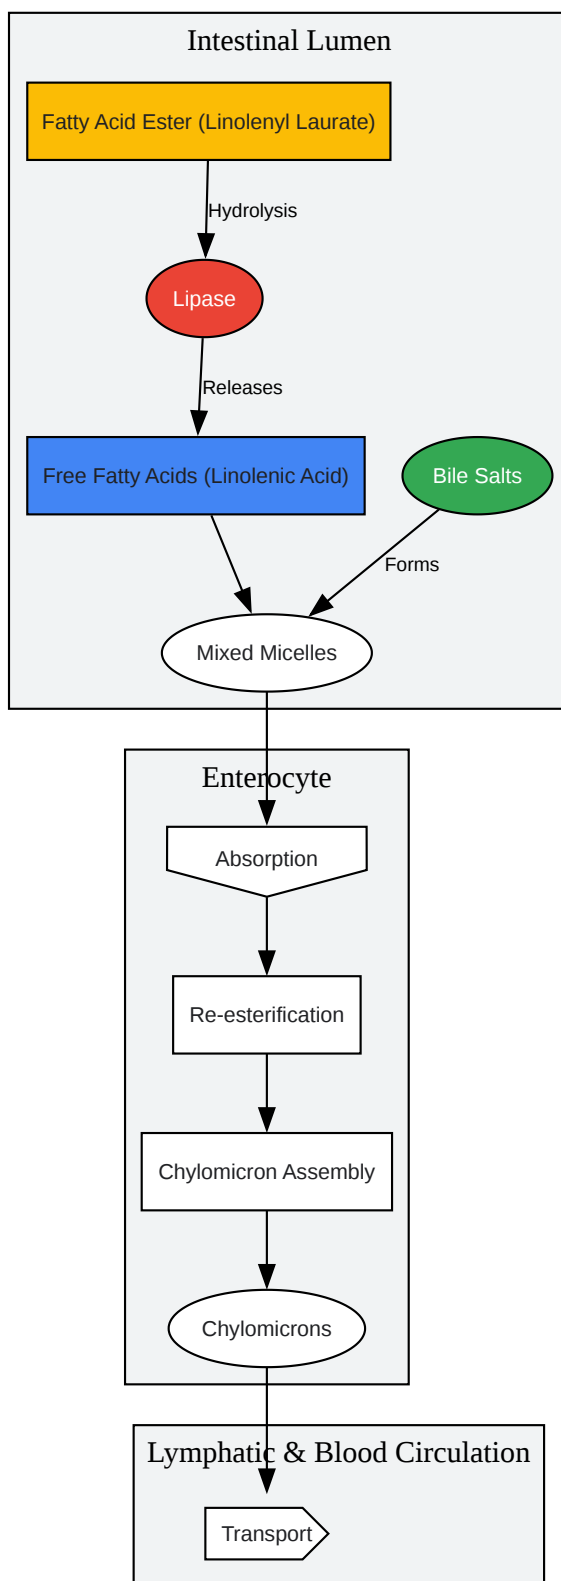 Intestinal Lumen
Fatty Acid Ester (Linolenyl Laurate)
Hydrolysis
Lipase
Releases
Free Fatty Acids (Linolenic Acid)
Bile Salts
Forms
Mixed Micelles
Enterocyte
Absorption
Re-esterification
Chylomicron Assembly
Chylomicrons
Lymphatic & Blood Circulation
Transport